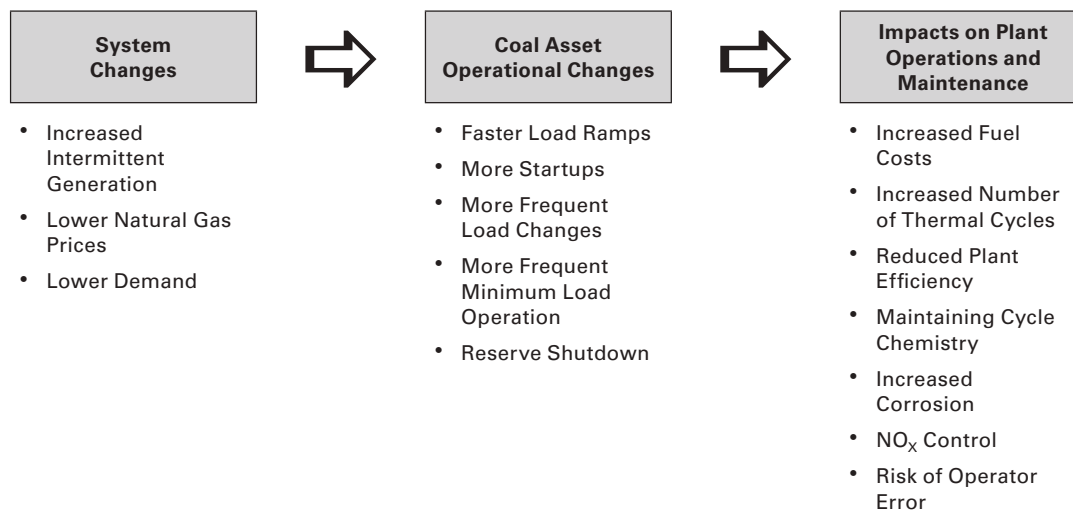 System
Changes
• Increased
Intermittent
Generation
• Lower Natural Gas
Prices
• Lower Demand
Coal Asset
Operational Changes
• Faster Load Ramps
• More Startups
• More Frequent
Load Changes
• More Frequent
Minimum Load
Operation
• Reserve Shutdown
Impacts on Plant
Operations and
Maintenance
• Increased Fuel
Costs
• Increased Number
of Thermal Cycles
• Reduced Plant
Efficiency
• Maintaining Cycle
Chemistry
• Increased
Corrosion
• NOX Control
• Risk of Operator
Error